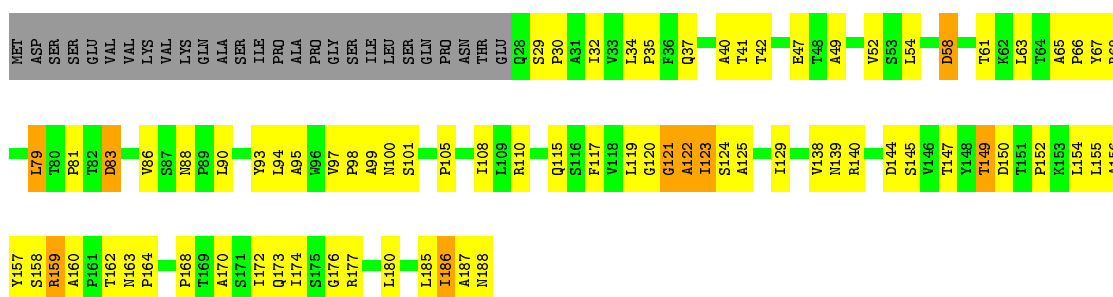 MET ASP SER SER GLU VAL VAL LYS VAL LYS GLN ALA SER ILE PRO ALA PRO GLY SER ILE LEU SER GLN PRO ASN THR GLU Q28 S29 P30 A31 I32 V33 L34 P35 F36 Q37 A40 T41 T42 E47 T48 A49 V52 S53 L54 D58 T61 K62 L63 T64 A65 P66 Y67
L79 T80 P81 T82 D83 V86 S87 N88 P89 L90 Y93 L94 A95 W96 V97 P98 A99 N100 S101 P105 I108 L109 R110 Q115 S116 F117 V118 L119 G120 G121 A122 I123 S124 A125 I129 V138 N139 R140 D144 S145 V146 T147 Y148 T149 D150 T151 P152 K153 L154 L155 A156
Y157 S158 R159 A160 P161 T162 N163 P164 P168 T169 A170 S171 I172 Q173 I174 S175 G176 R177 L180 L185 I186 A187 N188